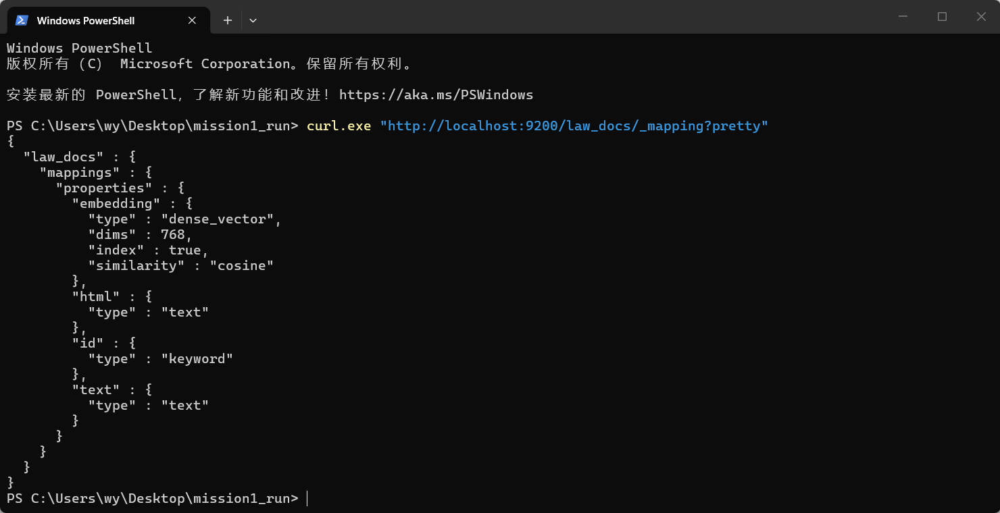 Windows PowerShell
Windows PowerShell
版权所有（C） Microsoft Corporation。保留所有权利。
安装最新的 PowerShell，了解新功能和改进！https://aka.ms/PSWindows
PS C:\Users\wy\Desktop\mission1_run> curl.exe "http://localhost:9200/law_docs/_mapping?pretty"
{
  "law_docs" : {
    "mappings" : {
      "properties" : {
        "embedding" : {
          "type" : "dense_vector",
          "dims" : 768,
          "index" : true,
          "similarity" : "cosine"
        },
        "html" : {
          "type" : "text"
        },
        "id" : {
          "type" : "keyword"
        },
        "text" : {
          "type" : "text"
        }
      }
    }
  }
}
PS C:\Users\wy\Desktop\mission1_run>